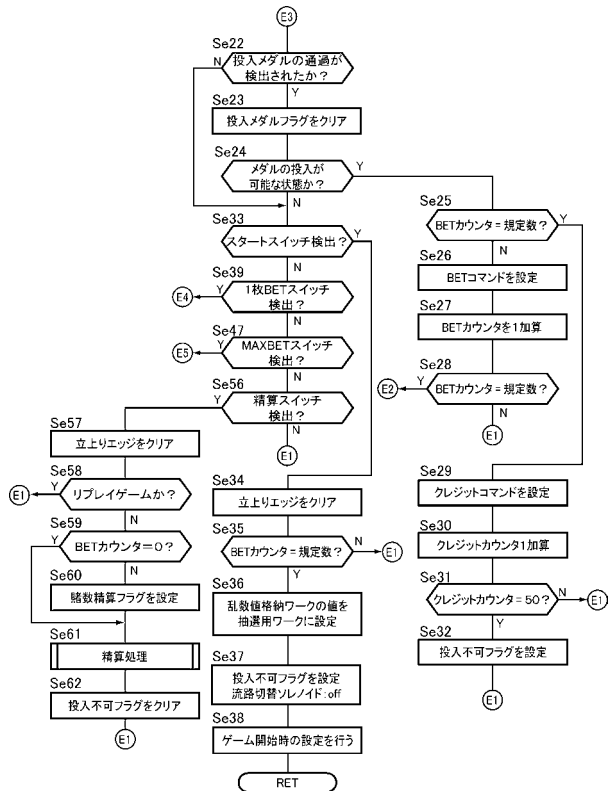 E3
Se22
投入メダルの通過が
検出されたか？
N
Y
Se23
投入メダルフラグをクリア
Se24
メダルの投入が
可能な状態か？
Y
N
Se33
スタートスイッチ検出？
Y
N
Se39
1枚BETスイッチ
検出？
Y
E4
N
Se47
MAXBETスイッチ
検出？
Y
E5
N
Se56
精算スイッチ
検出？
Y
N
E1
Se25
BETカウンタ＝規定数？
Y
N
Se26
BETコマンドを設定
Se27
BETカウンタを1加算
Se28
BETカウンタ＝規定数？
Y
E2
N
E1
Se57
立上りエッジをクリア
Se58
リプレイゲームか？
Y
E1
N
Se59
BETカウンタ＝0？
Y
N
Se60
賭数精算フラグを設定
Se61
精算処理
Se62
投入不可フラグをクリア
E1
Se34
立上りエッジをクリア
Se35
BETカウンタ＝規定数？
N
E1
Y
Se36
乱数値格納ワークの値を
抽選用ワークに設定
Se37
投入不可フラグを設定
流路切替ソレノイド:off
Se38
ゲーム開始時の設定を行う
RET
Se29
クレジットコマンドを設定
Se30
クレジットカウンタ1加算
Se31
クレジットカウンタ＝50？
N
E1
Y
Se32
投入不可フラグを設定
E1